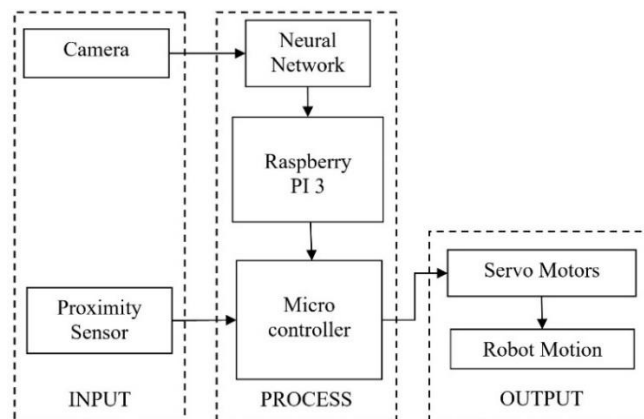 Camera
Neural
Network
Raspberry
PI 3
Proximity
Sensor
Micro
controller
Servo Motors
Robot Motion
INPUT
PROCESS
OUTPUT